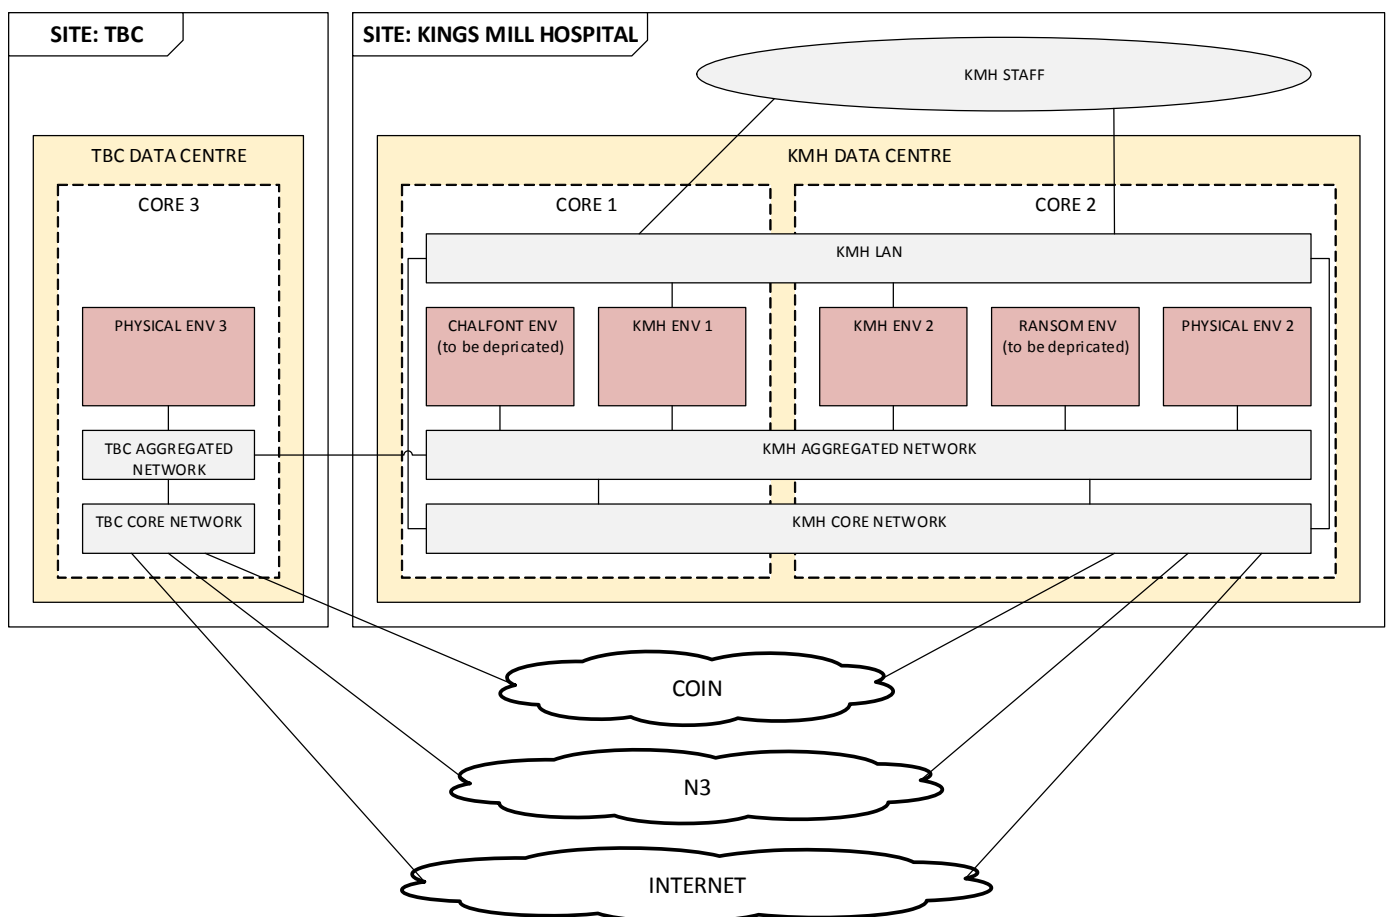 SITE: TBC
SITE: KINGS MILL HOSPITAL
KMH STAFF
TBC DATA CENTRE
KMH DATA CENTRE
CORE 3
CORE 1
CORE 2
KMH LAN
PHYSICAL ENV 3
CHALFONT ENV
(to be depricated)
KMH ENV 1
KMH ENV 2
RANSOM ENV
(to be depricated)
PHYSICAL ENV 2
TBC AGGREGATED
NETWORK
KMH AGGREGATED NETWORK
TBC CORE NETWORK
KMH CORE NETWORK
COIN
N3
INTERNET